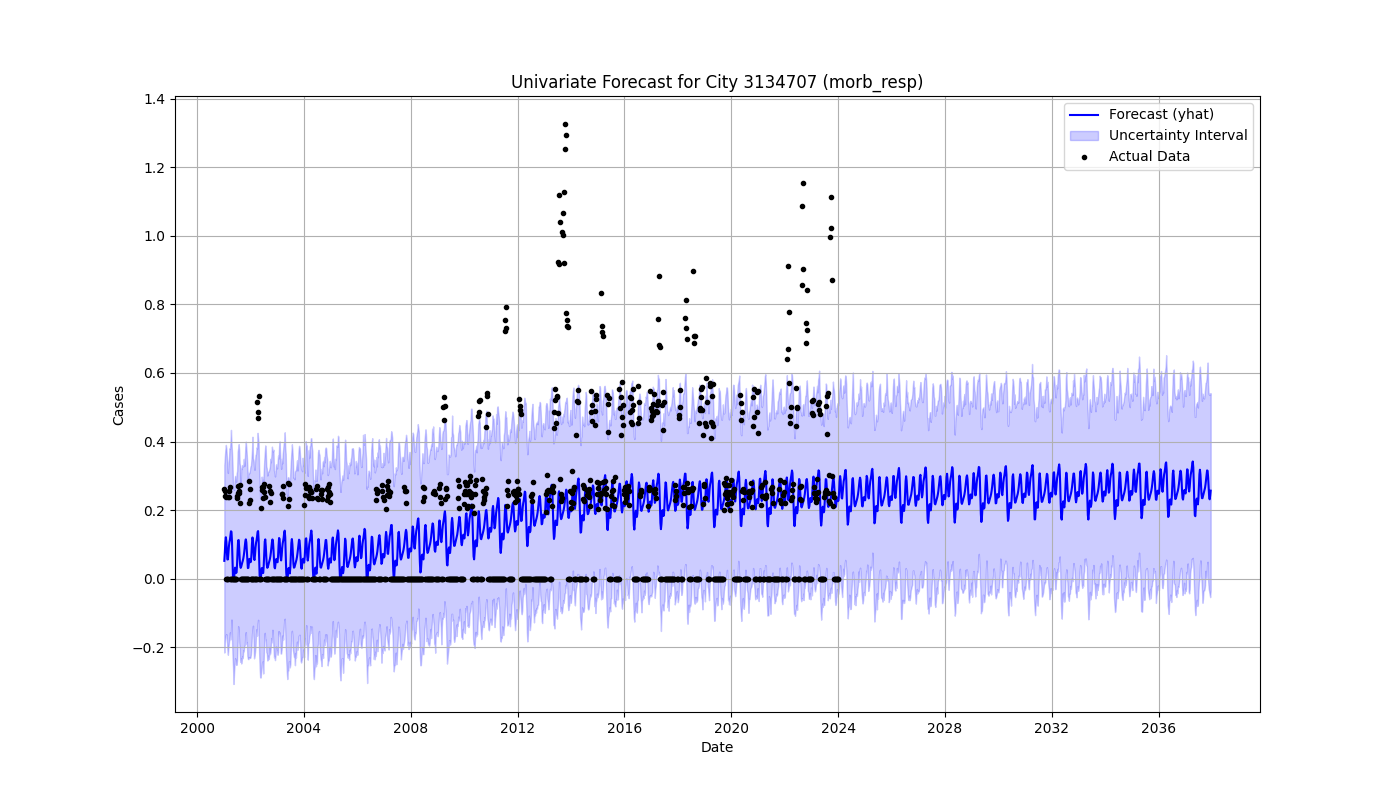 Univariate Forecast for City 3134707 (morb_resp)
Forecast (yhat)
Uncertainty Interval
Actual Data
Cases
1.4
1.2
1.0
0.8
0.6
0.4
0.2
0.0
−0.2
2000 2004 2008 2012 2016 2020 2024 2028 2032 2036
Date